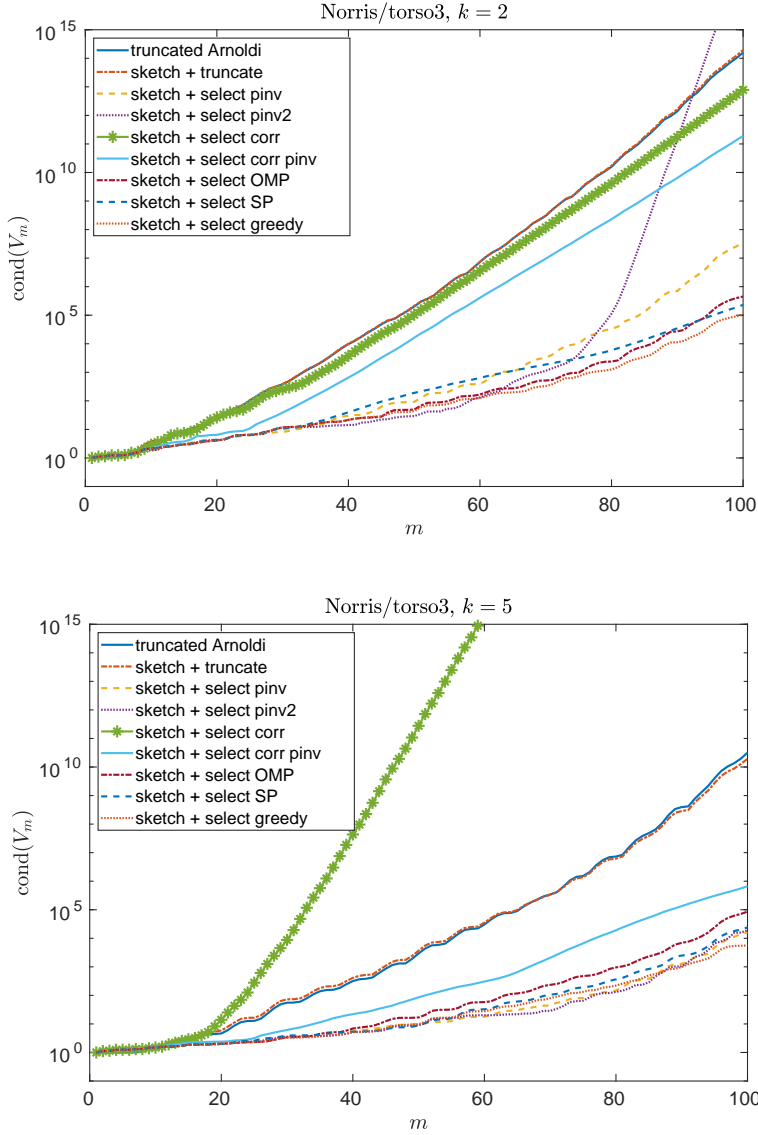 Norris/torso3, k = 2
10^15
10^10
10^5
10^0
cond(V_m)
truncated Arnoldi
sketch + truncate
sketch + select pinv
sketch + select pinv2
sketch + select corr
sketch + select corr pinv
sketch + select OMP
sketch + select SP
sketch + select greedy
0 20 40 60 80 100
m
Norris/torso3, k = 5
10^15
10^10
10^5
10^0
cond(V_m)
truncated Arnoldi
sketch + truncate
sketch + select pinv
sketch + select pinv2
sketch + select corr
sketch + select corr pinv
sketch + select OMP
sketch + select SP
sketch + select greedy
0 20 40 60 80 100
m